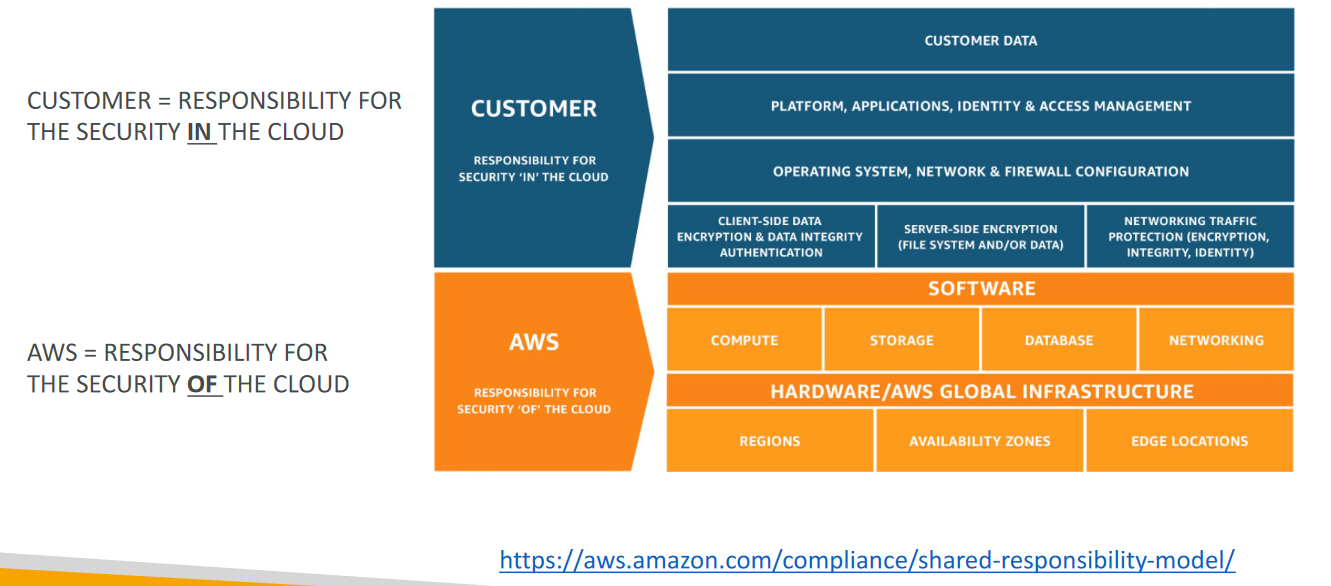 CUSTOMER = RESPONSIBILITY FOR
THE SECURITY IN THE CLOUD
CUSTOMER
RESPONSIBILITY FOR
SECURITY ‘IN’ THE CLOUD
CUSTOMER DATA
PLATFORM, APPLICATIONS, IDENTITY & ACCESS MANAGEMENT
OPERATING SYSTEM, NETWORK & FIREWALL CONFIGURATION
CLIENT-SIDE DATA
ENCRYPTION & DATA INTEGRITY
AUTHENTICATION
SERVER-SIDE ENCRYPTION
(FILE SYSTEM AND/OR DATA)
NETWORKING TRAFFIC
PROTECTION (ENCRYPTION,
INTEGRITY, IDENTITY)
AWS = RESPONSIBILITY FOR
THE SECURITY OF THE CLOUD
AWS
RESPONSIBILITY FOR
SECURITY ‘OF’ THE CLOUD
SOFTWARE
COMPUTE
STORAGE
DATABASE
NETWORKING
HARDWARE/AWS GLOBAL INFRASTRUCTURE
REGIONS
AVAILABILITY ZONES
EDGE LOCATIONS
https://aws.amazon.com/compliance/shared-responsibility-model/